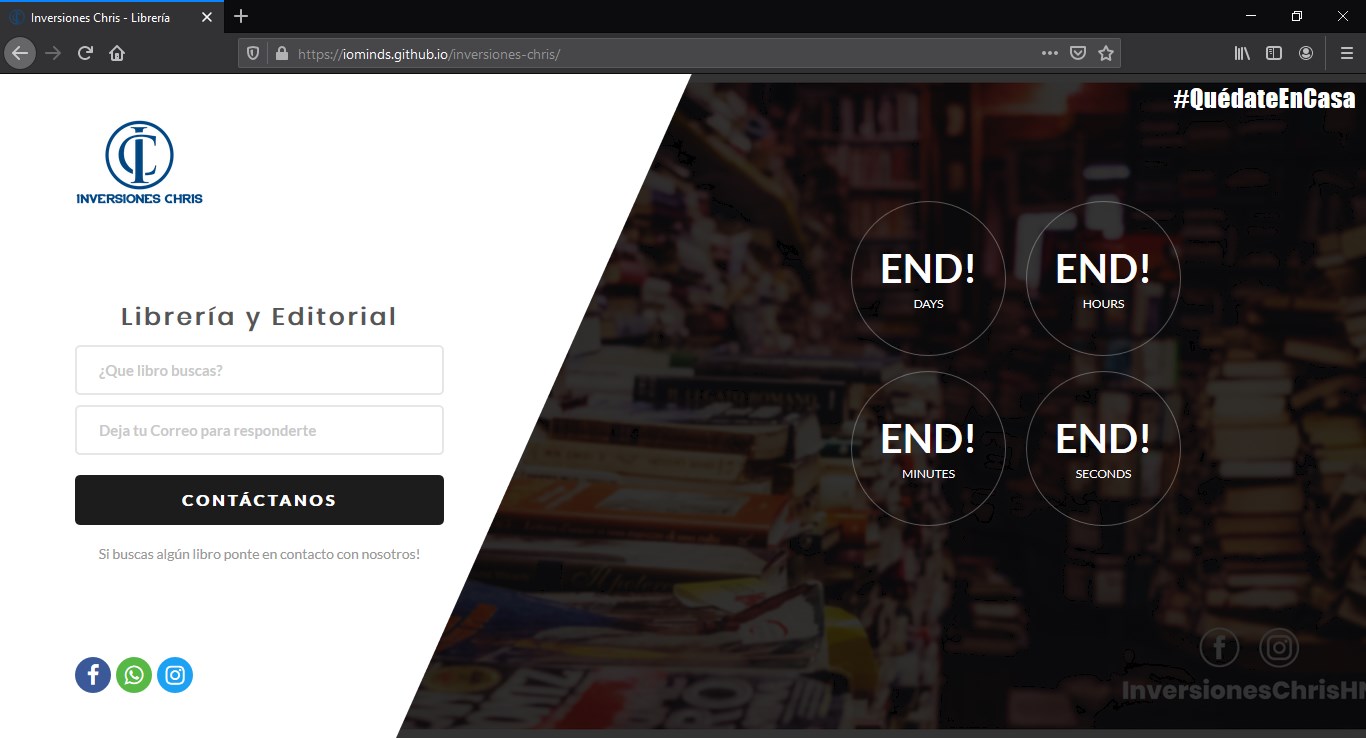 Inversiones Chris - Librería
https://iominds.github.io/inversiones-chris/
#QuédateEnCasa
INVERSIONES CHRIS
Librería y Editorial
¿Que libro buscas?
Deja tu Correo para responderte
CONTÁCTANOS
Si buscas algún libro ponte en contacto con nosotros!
END!
DAYS
END!
HOURS
END!
MINUTES
END!
SECONDS
InversionesChrisHN